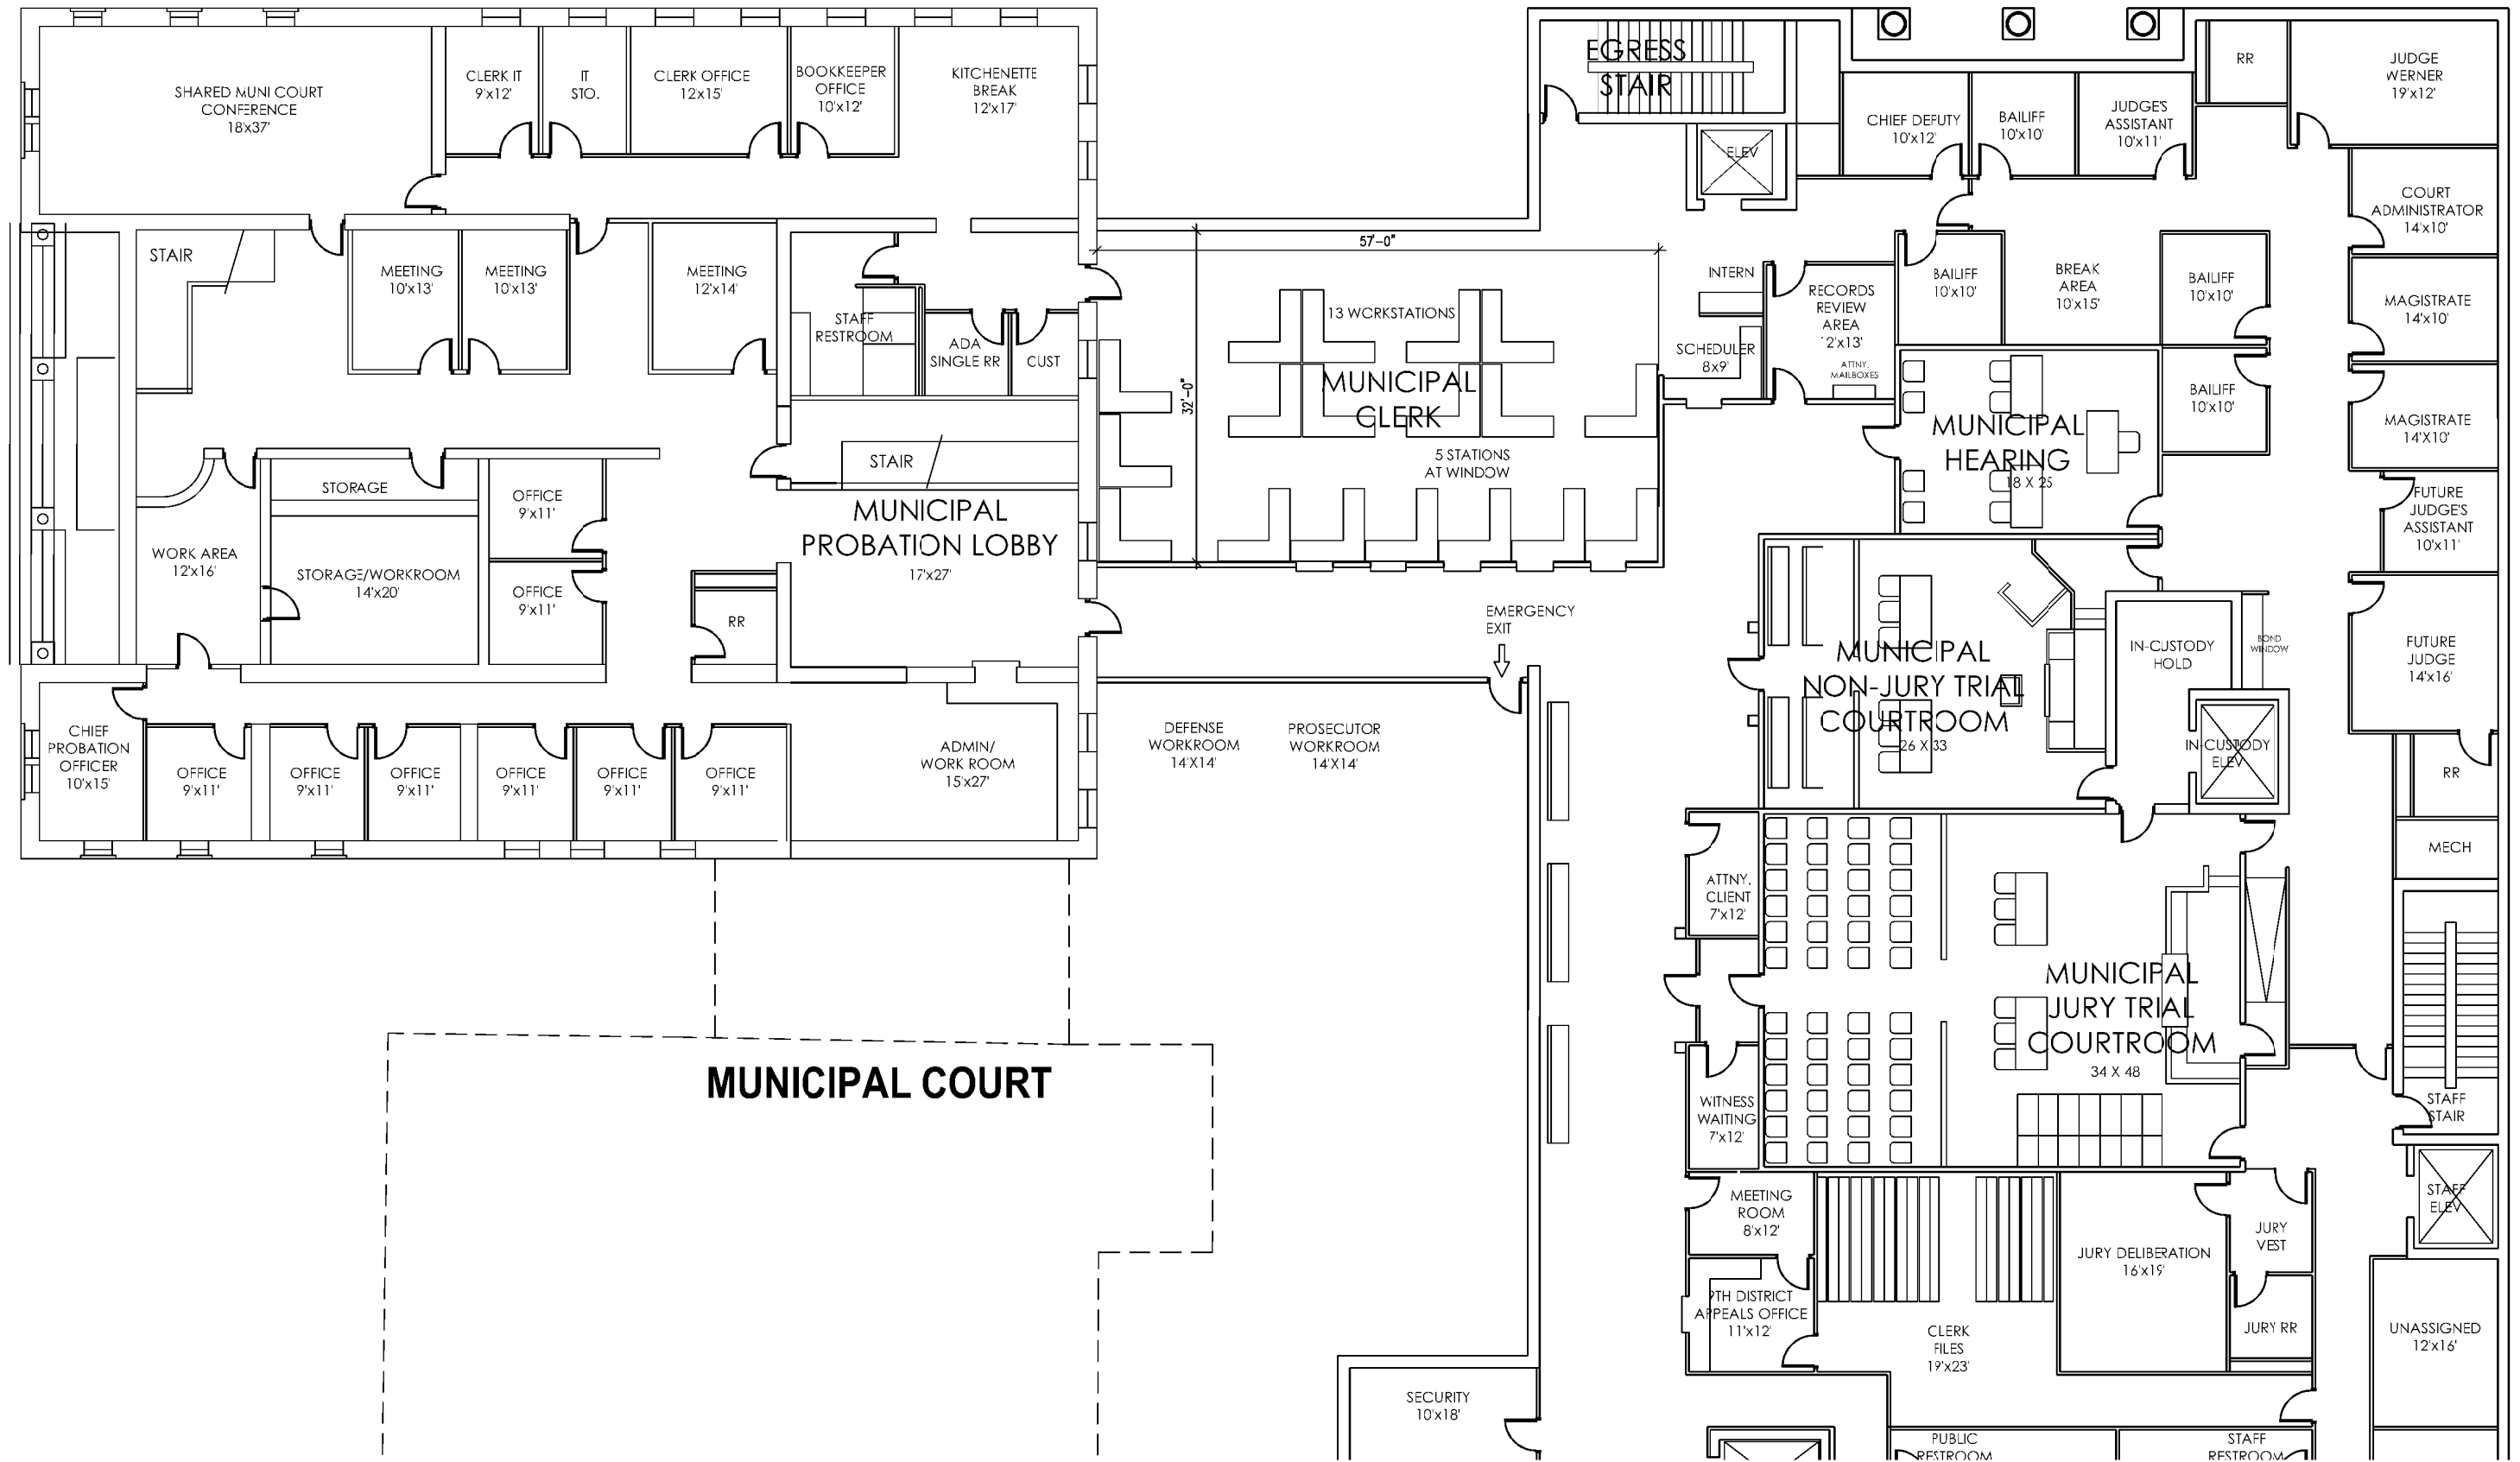 SHARED MUNI COURT
CONFERENCE
18'x37'
CLERK IT
9'x12'
IT
STO.
CLERK OFFICE
12x15'
BOOKKEEPER
OFFICE
10'x12'
KITCHENETTE
BREAK
12'x17'
EGRESS
STAIR
ELEV
CHIEF DEFUTY
10'x12'
BAILIFF
10'x10'
JUDGE'S
ASSISTANT
10'x11'
RR
JUDGE
WERNER
19'x12'
COURT
ADMINISTRATOR
14'x10'
STAIR
MEETING
10'x13'
MEETING
10'x13'
MEETING
12'x14'
STAFF
RESTROOM
ADA
SINGLE RR
CUST
57'-0"
32'-0"
13 WORKSTATIONS
MUNICIPAL
CLERK
5 STATIONS
AT WINDOW
INTERN
SCHEDULER
8x9'
RECORDS
REVIEW
AREA
12'x13'
ATTNY.
MAILBOXES
BAILIFF
10'x10'
BREAK
AREA
10'x15'
BAILIFF
10'x10'
MAGISTRATE
14'x10'
BAILIFF
10'x10'
MAGISTRATE
14'X10'
MUNICIPAL
HEARING
18 X 25
STAIR
STORAGE
OFFICE
9'x11'
MUNICIPAL
PROBATION LOBBY
17'x27'
FUTURE
JUDGE'S
ASSISTANT
10'x11'
WORK AREA
12'x16'
STORAGE/WORKROOM
14'x20'
OFFICE
9'x11'
RR
EMERGENCY
EXIT
MUNICIPAL
NON-JURY TRIAL
COURTROOM
26 X 33
IN-CUSTODY
HOLD
BOND
WINDOW
FUTURE
JUDGE
14'x16'
IN-CUSTODY
ELEV
RR
CHIEF
PROBATION
OFFICER
10'x15'
OFFICE
9'x11'
OFFICE
9'x11'
OFFICE
9'x11'
OFFICE
9'x11'
OFFICE
9'x11'
OFFICE
9'x11'
ADMIN/
WORK ROOM
15'x27'
DEFENSE
WORKROOM
14'X14'
PROSECUTOR
WORKROOM
14'X14'
MECH
ATTNY.
CLIENT
7'x12'
MUNICIPAL
JURY TRIAL
COURTROOM
34 X 48
MUNICIPAL COURT
WITNESS
WAITING
7'x12'
STAFF
STAIR
MEETING
ROOM
8'x12'
STAFF
ELEV
JURY
VEST
JURY DELIBERATION
16'x19'
9TH DISTRICT
APPEALS OFFICE
11'x12'
CLERK
FILES
19'x23'
JURY RR
UNASSIGNED
12'x16'
SECURITY
10'x18'
PUBLIC
RESTROOM
STAFF
RESTROOM